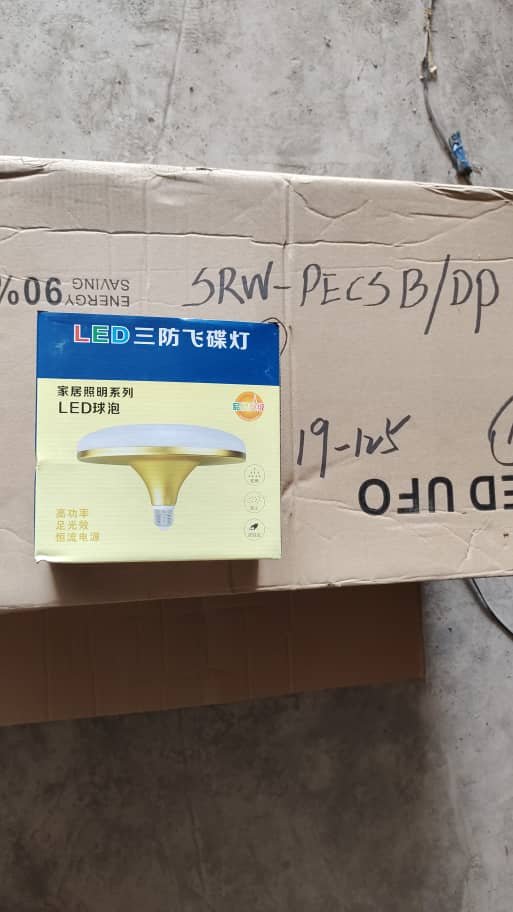 90%
ENERGY
SAVING
SRW-PECSB/DP
LED三防飞碟灯
家居照明系列
LED球泡
高功率
足光效
恒流电源
19-125
ED UFO